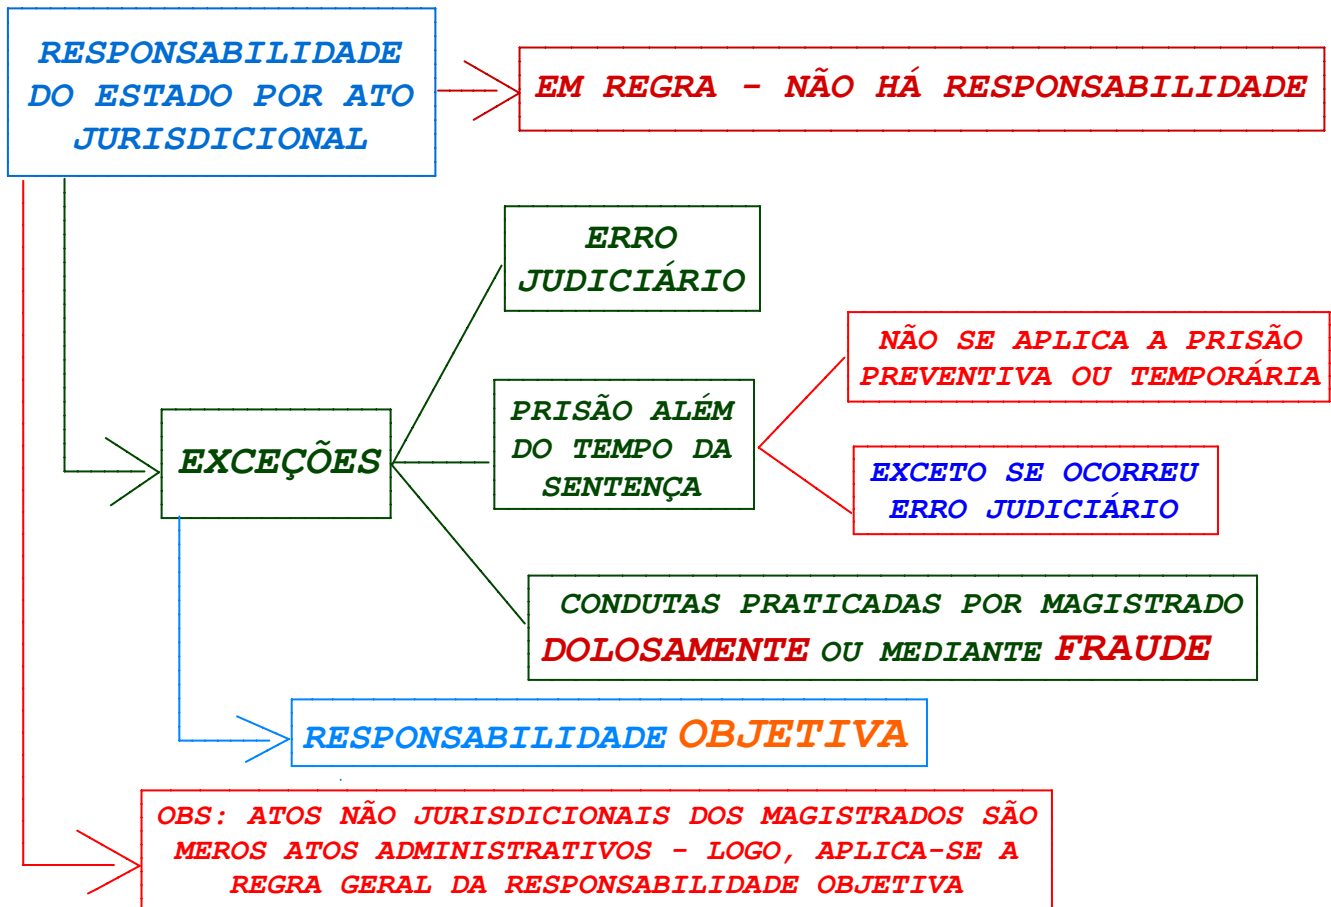 RESPONSABILIDADE
DO ESTADO POR ATO
JURISDICIONAL
EM REGRA - NÃO HÁ RESPONSABILIDADE
ERRO
JUDICIÁRIO
NÃO SE APLICA A PRISÃO
PREVENTIVA OU TEMPORÁRIA
PRISÃO ALÉM
DO TEMPO DA
SENTENÇA
EXCEÇÕES
EXCETO SE OCORREU
ERRO JUDICIÁRIO
CONDUTAS PRATICADAS POR MAGISTRADO
DOLOSAMENTE OU MEDIANTE FRAUDE
RESPONSABILIDADE OBJETIVA
OBS: ATOS NÃO JURISDICIONAIS DOS MAGISTRADOS SÃO
MEROS ATOS ADMINISTRATIVOS - LOGO, APLICA-SE A
REGRA GERAL DA RESPONSABILIDADE OBJETIVA